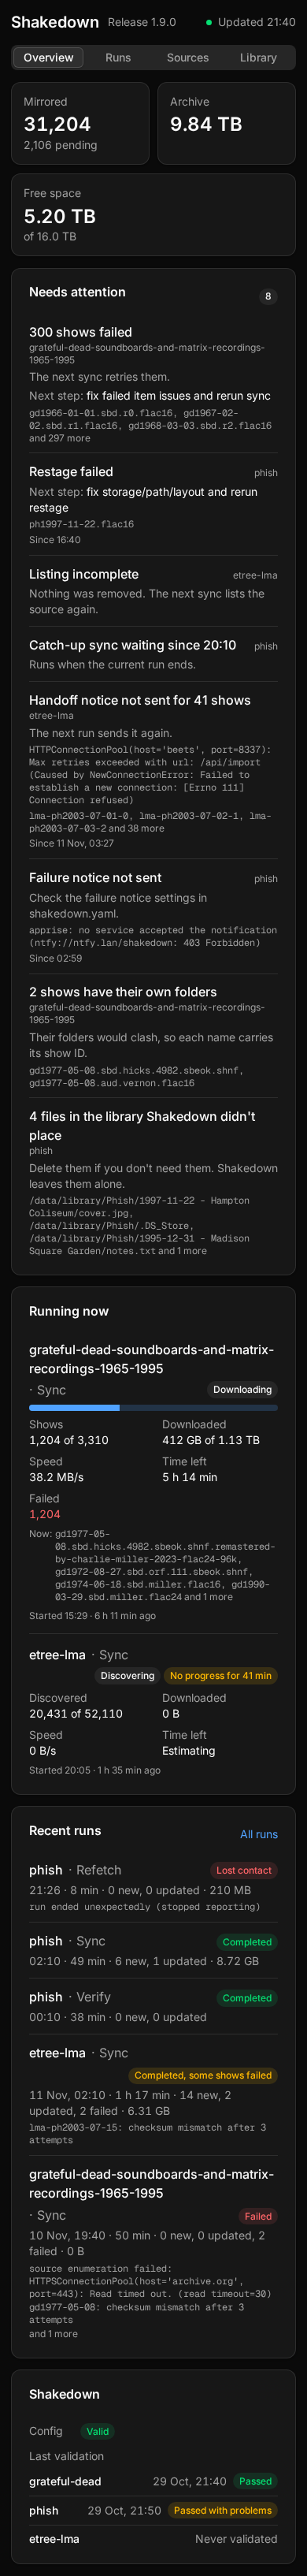 Shakedown Release 1.9.0 Updated 21:40
Overview Runs Sources Library
Mirrored
31,204
2,106 pending
Archive
9.84 TB
Free space
5.20 TB
of 16.0 TB
Needs attention 8
300 shows failed
grateful-dead-soundboards-and-matrix-recordings-
1965-1995
The next sync retries them.
Next step: fix failed item issues and rerun sync
gd1966-01-01.sbd.r0.flac16, gd1967-02-
02.sbd.r1.flac16, gd1968-03-03.sbd.r2.flac16
and 297 more
Restage failed phish
Next step: fix storage/path/layout and rerun
restage
ph1997-11-22.flac16
Since 16:40
Listing incomplete etree-lma
Nothing was removed. The next sync lists the
source again.
Catch-up sync waiting since 20:10 phish
Runs when the current run ends.
Handoff notice not sent for 41 shows
etree-lma
The next run sends it again.
HTTPConnectionPool(host='beets', port=8337):
Max retries exceeded with url: /api/import
(Caused by NewConnectionError: Failed to
establish a new connection: [Errno 111]
Connection refused)
lma-ph2003-07-01-0, lma-ph2003-07-02-1, lma-
ph2003-07-03-2 and 38 more
Since 11 Nov, 03:27
Failure notice not sent phish
Check the failure notice settings in
shakedown.yaml.
apprise: no service accepted the notification
(ntfy://ntfy.lan/shakedown: 403 Forbidden)
Since 02:59
2 shows have their own folders
grateful-dead-soundboards-and-matrix-recordings-
1965-1995
Their folders would clash, so each name carries
its show ID.
gd1977-05-08.sbd.hicks.4982.sbeok.shnf,
gd1977-05-08.aud.vernon.flac16
4 files in the library Shakedown didn't
place
phish
Delete them if you don't need them. Shakedown
leaves them alone.
/data/library/Phish/1997-11-22 - Hampton
Coliseum/cover.jpg,
/data/library/Phish/.DS_Store,
/data/library/Phish/1995-12-31 - Madison
Square Garden/notes.txt and 1 more
Running now
grateful-dead-soundboards-and-matrix-
recordings-1965-1995
· Sync Downloading
Shows Downloaded
1,204 of 3,310 412 GB of 1.13 TB
Speed Time left
38.2 MB/s 5 h 14 min
Failed
1,204
Now: gd1977-05-
08.sbd.hicks.4982.sbeok.shnf.remastered-
by-charlie-miller-2023-flac24-96k,
gd1972-08-27.sbd.orf.111.sbeok.shnf,
gd1974-06-18.sbd.miller.flac16, gd1990-
03-29.sbd.miller.flac24 and 1 more
Started 15:29 · 6 h 11 min ago
etree-lma · Sync
Discovering No progress for 41 min
Discovered Downloaded
20,431 of 52,110 0 B
Speed Time left
0 B/s Estimating
Started 20:05 · 1 h 35 min ago
Recent runs All runs
phish · Refetch Lost contact
21:26 · 8 min · 0 new, 0 updated · 210 MB
run ended unexpectedly (stopped reporting)
phish · Sync Completed
02:10 · 49 min · 6 new, 1 updated · 8.72 GB
phish · Verify Completed
00:10 · 38 min · 0 new, 0 updated
etree-lma · Sync
Completed, some shows failed
11 Nov, 02:10 · 1 h 17 min · 14 new, 2
updated, 2 failed · 6.31 GB
lma-ph2003-07-15: checksum mismatch after 3
attempts
grateful-dead-soundboards-and-matrix-
recordings-1965-1995
· Sync Failed
10 Nov, 19:40 · 50 min · 0 new, 0 updated, 2
failed · 0 B
source enumeration failed:
HTTPSConnectionPool(host='archive.org',
port=443): Read timed out. (read timeout=30)
gd1977-05-08: checksum mismatch after 3
attempts
and 1 more
Shakedown
Config Valid
Last validation
grateful-dead 29 Oct, 21:40 Passed
phish 29 Oct, 21:50 Passed with problems
etree-lma Never validated